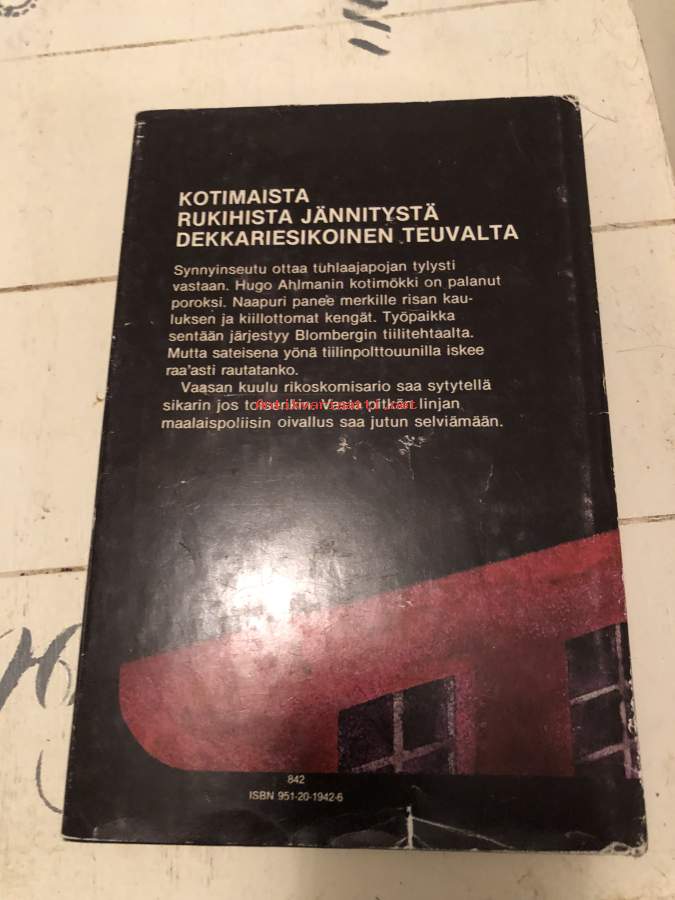 KOTIMAISTA
RUKIHISTA JÄNNITYSTÄ
DEKKARIESIKOINEN TEUVALTA
Synnyinseutu ottaa tuhlaajapojan tylysti
vastaan. Hugo Ahlmanin kotimökki on palanut
poroksi. Naapuri panee merkille risan kau-
luksen ja kiillottomat kengät. Työpaikka
sentään järjestyy Blombergin tiilitehtaalta.
Mutta sateisena yönä tiilinpolttouunilla iskee
raa'asti rautatanko.
Vaasan kuulu rikoskomisario saa sytytellä
sikarin jos toisenkin. Vasta pitkän linjan
maalaispoliisin oivallus saa jutun selviämään.
842
ISBN 951-20-1942-6